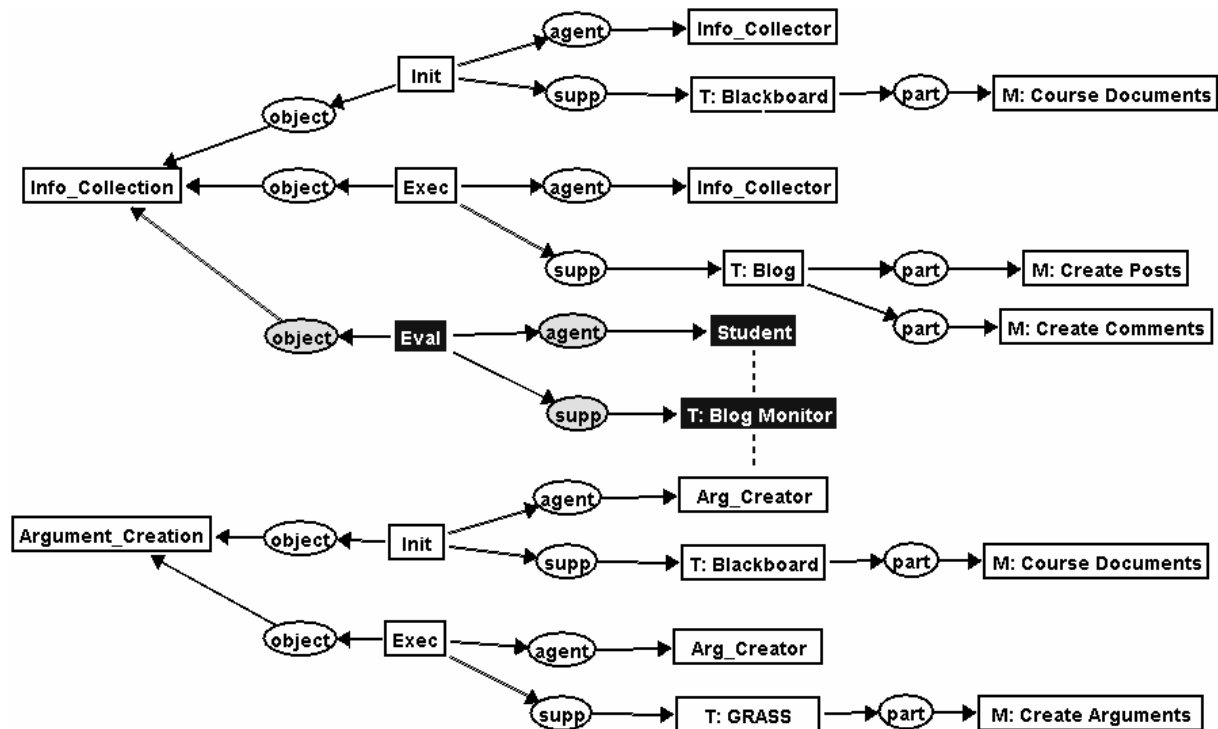 agent
Info_Collector
Init
supp
T: Blackboard
part
M: Course Documents
object
Info_Collection
object
Exec
agent
Info_Collector
supp
T: Blog
part
M: Create Posts
part
M: Create Comments
object
Eval
agent
Student
supp
T: Blog Monitor
agent
Arg_Creator
Argument_Creation
object
Init
supp
T: Blackboard
part
M: Course Documents
object
Exec
agent
Arg_Creator
supp
T: GRASS
part
M: Create Arguments